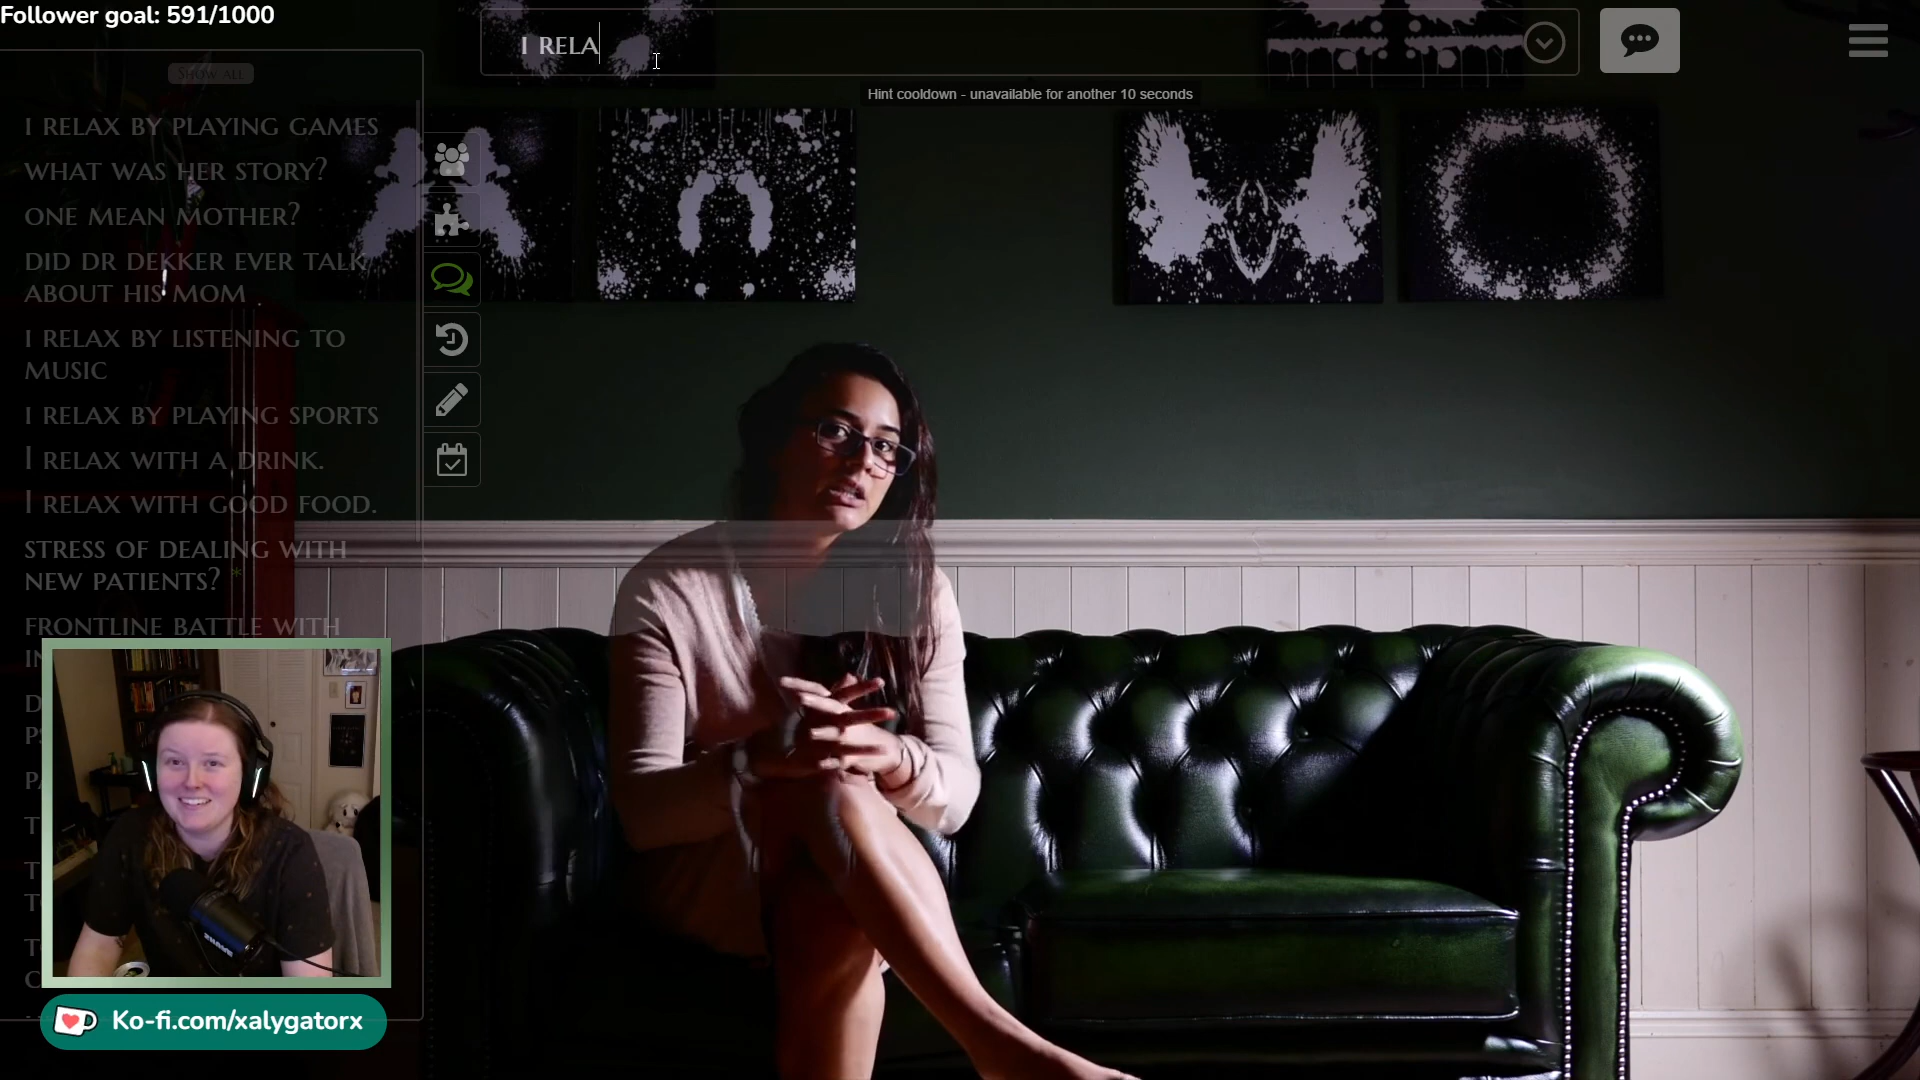 Follower goal: 591/1000
I RELA
Hint cooldown - unavailable for another 10 seconds
SHOW ALL
I RELAX BY PLAYING GAMES
WHAT WAS HER STORY?
ONE MEAN MOTHER?
DID DR DEKKER EVER TALK
ABOUT HIS MOM
I RELAX BY LISTENING TO
MUSIC
I RELAX BY PLAYING SPORTS
I RELAX WITH A DRINK.
I RELAX WITH GOOD FOOD.
STRESS OF DEALING WITH
NEW PATIENTS? *
FRONTLINE BATTLE WITH
Ko-fi.com/xalygatorx